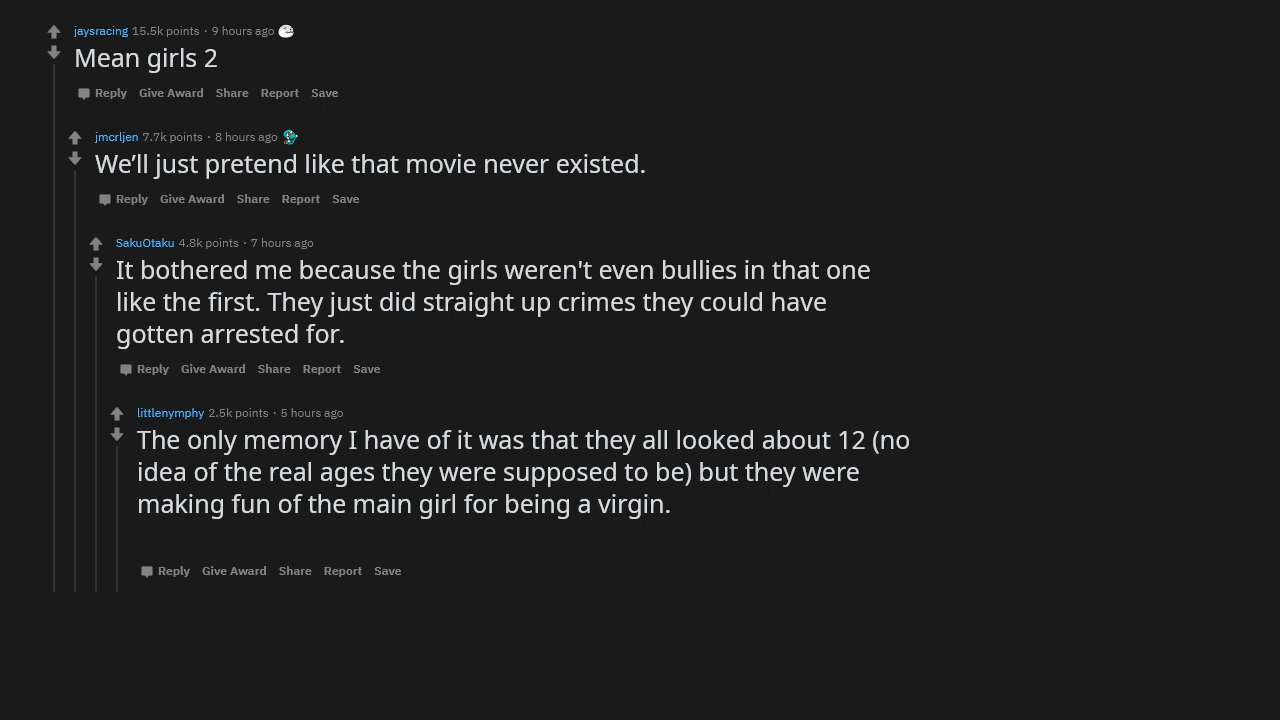 jaysracing 15.5k points · 9 hours ago
Mean girls 2
Reply Give Award Share Report Save
jmcrljen 7.7k points · 8 hours ago
We’ll just pretend like that movie never existed.
Reply Give Award Share Report Save
SakuOtaku 4.8k points · 7 hours ago
It bothered me because the girls weren't even bullies in that one
like the first. They just did straight up crimes they could have
gotten arrested for.
Reply Give Award Share Report Save
littlenymphy 2.5k points · 5 hours ago
The only memory I have of it was that they all looked about 12 (no
idea of the real ages they were supposed to be) but they were
making fun of the main girl for being a virgin.
Reply Give Award Share Report Save